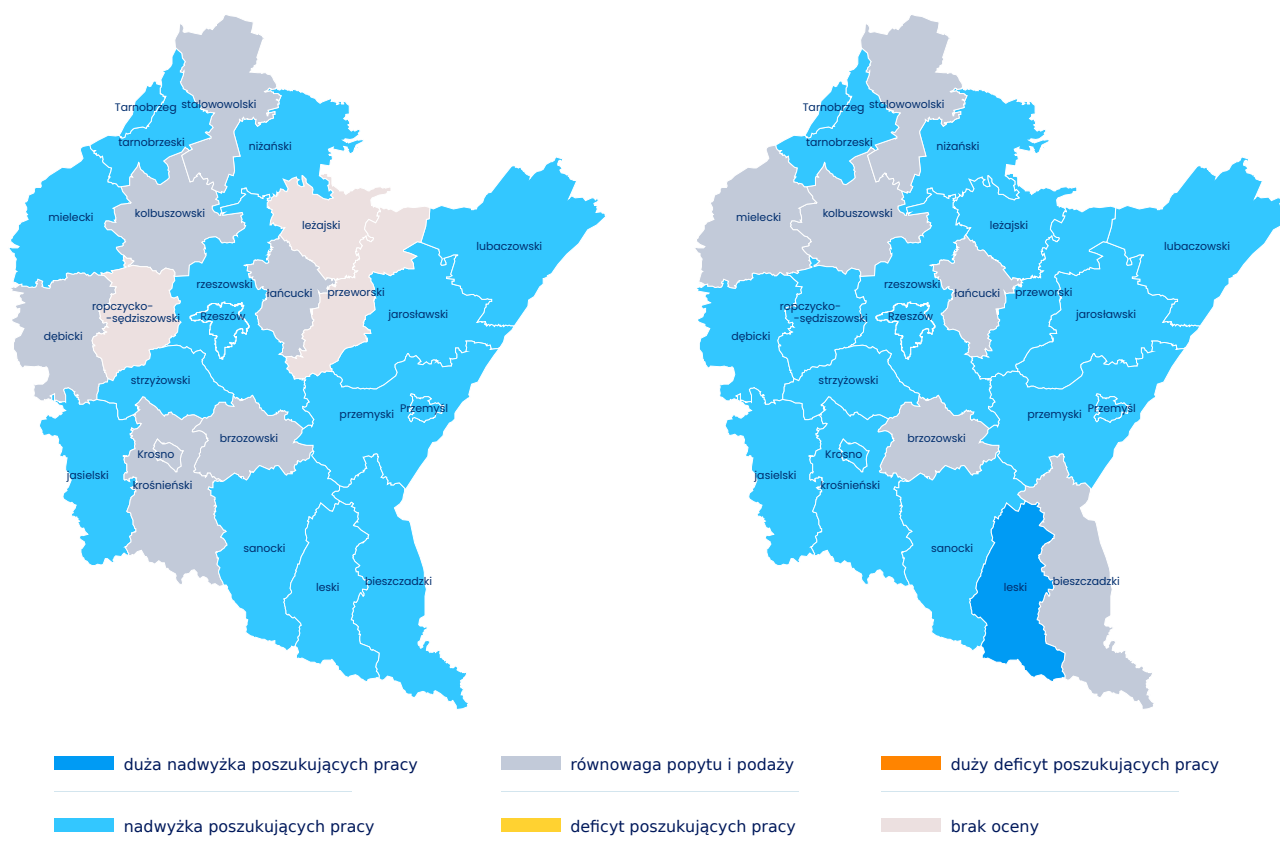 Tarnobrzeg
stalowowolski
tarnobrzeski
niżański
mielecki
kolbuszowski
leżajski
lubaczowski
rzeszowski
łańcucki
przeworski
ropczycko-
-sędziszowski
Rzeszów
jarosławski
dębicki
strzyżowski
przemyski
Przemyśl
brzozowski
Krosno
jasielski
krośnieński
sanocki
leski
bieszczadzki
Tarnobrzeg
stalowowolski
tarnobrzeski
niżański
mielecki
kolbuszowski
leżajski
lubaczowski
rzeszowski
łańcucki
przeworski
ropczycko-
-sędziszowski
Rzeszów
jarosławski
dębicki
strzyżowski
przemyski
Przemyśl
brzozowski
Krosno
jasielski
krośnieński
sanocki
leski
bieszczadzki
duża nadwyżka poszukujących pracy
równowaga popytu i podaży
duży deficyt poszukujących pracy
nadwyżka poszukujących pracy
deficyt poszukujących pracy
brak oceny